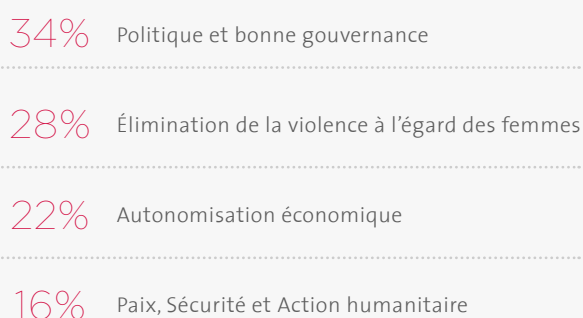 34% Politique et bonne gouvernance
28% Élimination de la violence à l’égard des femmes
22% Autonomisation économique
16% Paix, Sécurité et Action humanitaire